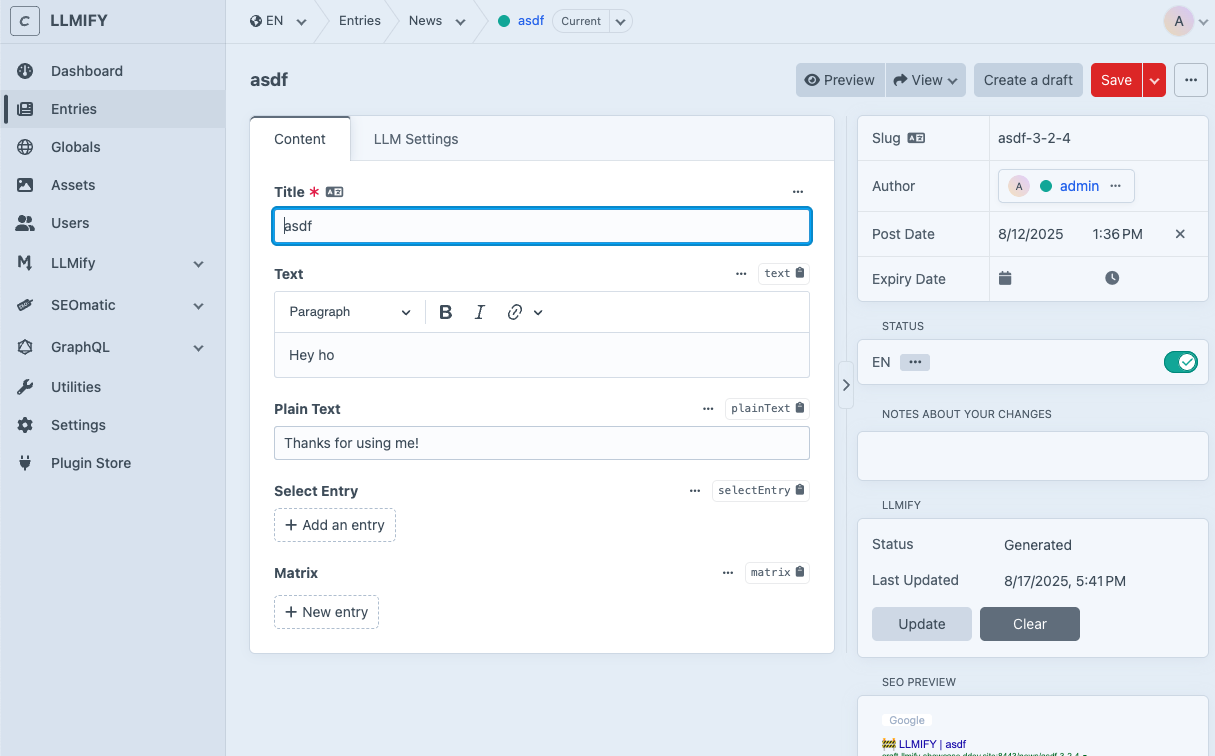 C LLMIFY
EN Entries News asdf Current
A
Dashboard
Entries
Globals
Assets
Users
LLMify
SEOmatic
GraphQL
Utilities
Settings
Plugin Store
asdf
Preview View Create a draft Save
Content LLM Settings
Title *
asdf
Text text
Paragraph B I
Hey ho
Plain Text plainText
Thanks for using me!
Select Entry selectEntry
+ Add an entry
Matrix matrix
+ New entry
Slug asdf-3-2-4
Author A admin
Post Date 8/12/2025 1:36 PM
Expiry Date
STATUS
EN
NOTES ABOUT YOUR CHANGES
LLMIFY
Status Generated
Last Updated 8/17/2025, 5:41 PM
Update Clear
SEO PREVIEW
Google
🚧 LLMIFY | asdf